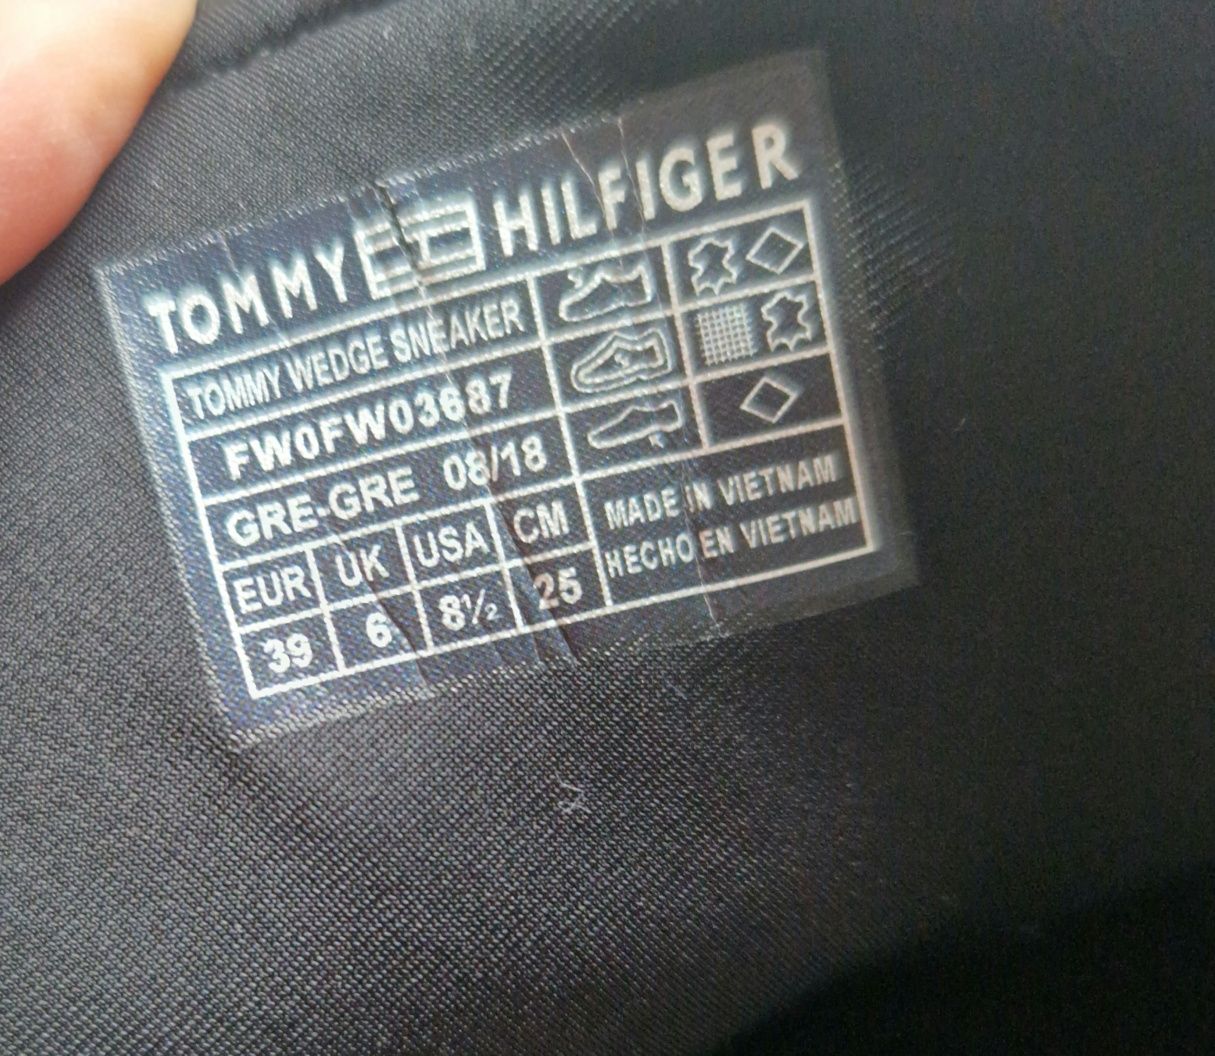 TOMMY HILFIGER
TOMMY WEDGE SNEAKER
FW0FW03687
GRE-GRE 08/18
EUR UK USA CM
39 6 8½ 25
MADE IN VIETNAM
HECHO EN VIETNAM